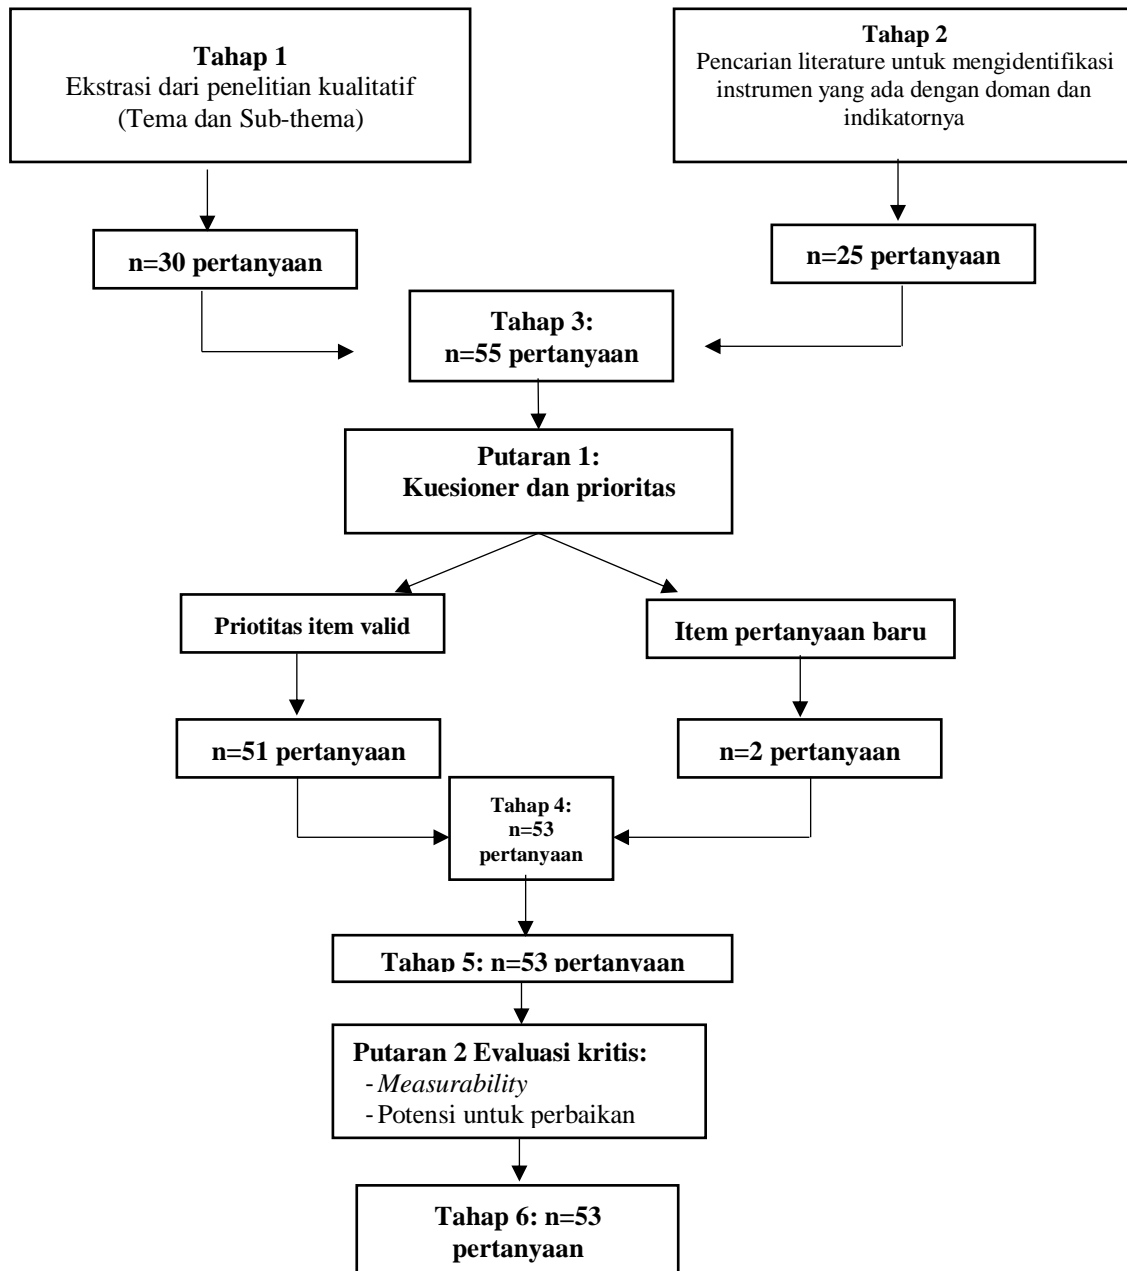 Tahap 1
Ekstrasi dari penelitian kualitatif
(Tema dan Sub-thema)
Tahap 2
Pencarian literature untuk mengidentifikasi
instrumen yang ada dengan doman dan
indikatornya
n=30 pertanyaan
n=25 pertanyaan
Tahap 3:
n=55 pertanyaan
Putaran 1:
Kuesioner dan prioritas
Priotitas item valid
Item pertanyaan baru
n=51 pertanyaan
n=2 pertanyaan
Tahap 4:
n=53
pertanyaan
Tahap 5: n=53 pertanyaan
Putaran 2 Evaluasi kritis:
- Measurability
- Potensi untuk perbaikan
Tahap 6: n=53
pertanyaan